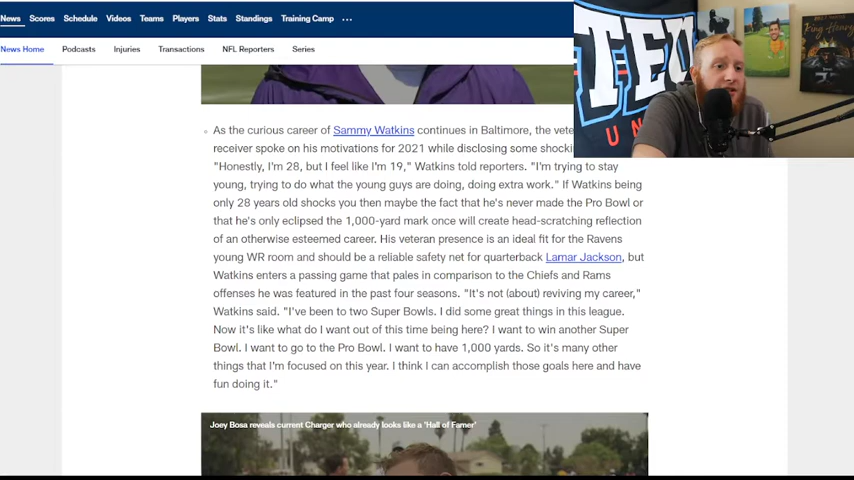 News Scores Schedule Videos Teams Players Stats Standings Training Camp ...
News Home Podcasts Injuries Transactions NFL Reporters Series
As the curious career of Sammy Watkins continues in Baltimore, the
receiver spoke on his motivations for 2021 while disclosing some
"Honestly, I'm 28, but I feel like I'm 19," Watkins told reporters. "I'm trying to stay
young, trying to do what the young guys are doing, doing extra work." If Watkins being
only 28 years old shocks you then maybe the fact that he's never made the Pro Bowl or
that he's only eclipsed the 1,000-yard mark once will create head-scratching reflection
of an otherwise esteemed career. His veteran presence is an ideal fit for the Ravens
young WR room and should be a reliable safety net for quarterback Lamar Jackson, but
Watkins enters a passing game that pales in comparison to the Chiefs and Rams
offenses he was featured in the past four seasons. "It's not (about) reviving my career,"
Watkins said. "I've been to two Super Bowls. I did some great things in this league.
Now it's like what do I want out of this time being here? I want to win another Super
Bowl. I want to go to the Pro Bowl. I want to have 1,000 yards. So it's many other
things that I'm focused on this year. I think I can accomplish those goals here and have
fun doing it."
Joey Bosa reveals current Charger who already looks like a 'Hall of Famer'